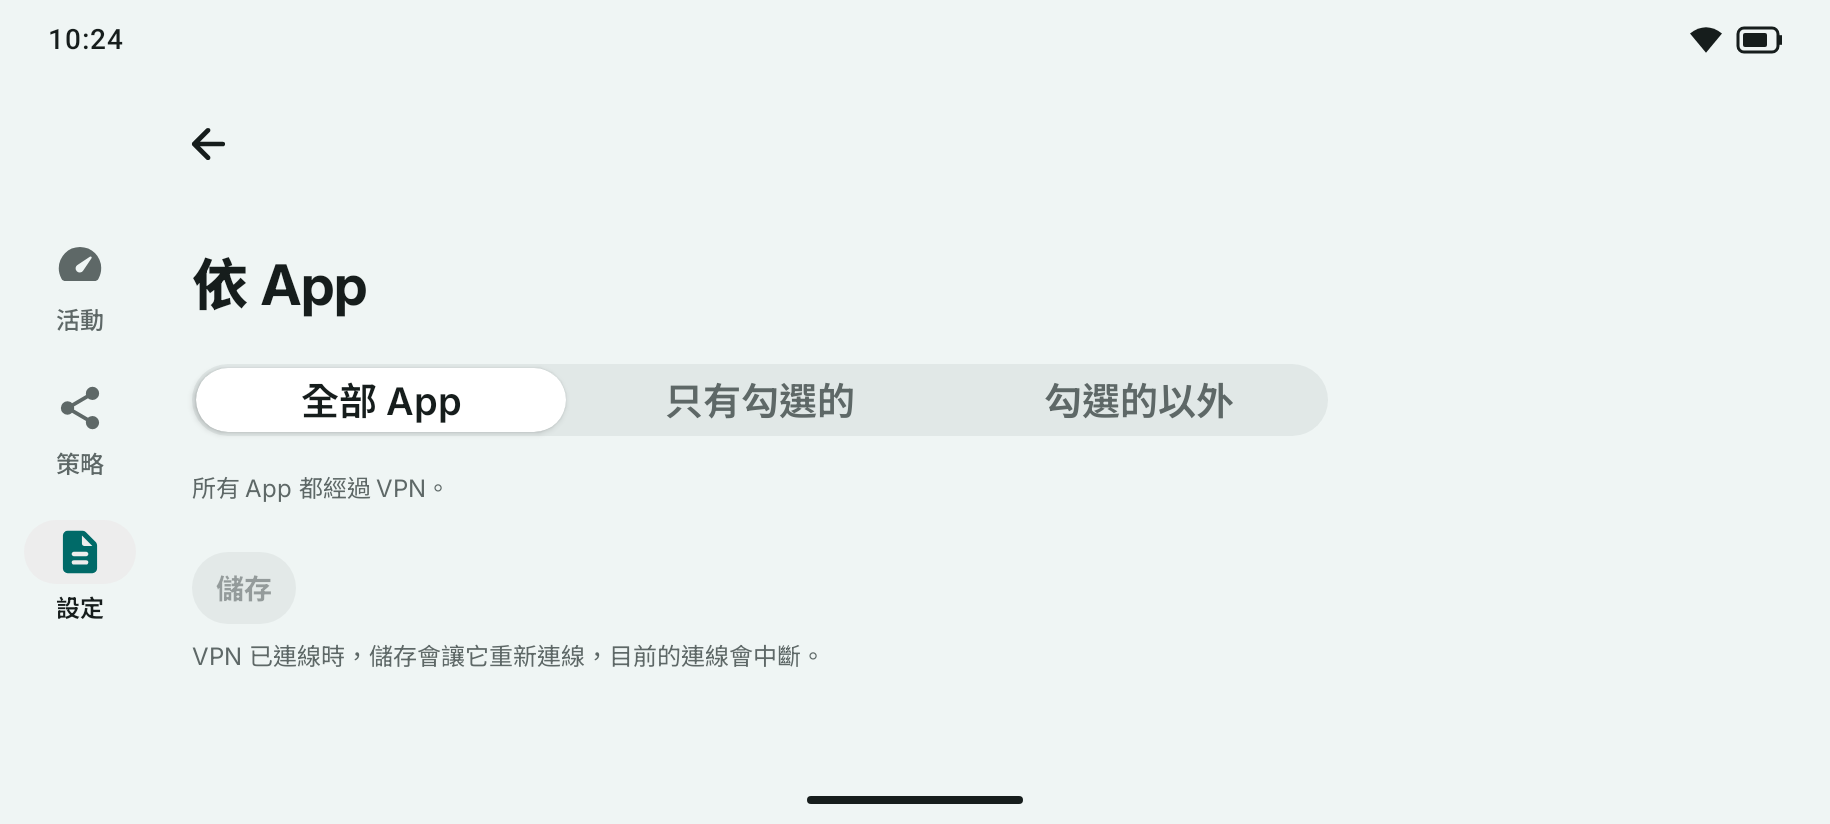 10:24
依 App
全部 App
只有勾選的
勾選的以外
所有 App 都經過 VPN。
儲存
VPN 已連線時，儲存會讓它重新連線，目前的連線會中斷。
活動
策略
設定